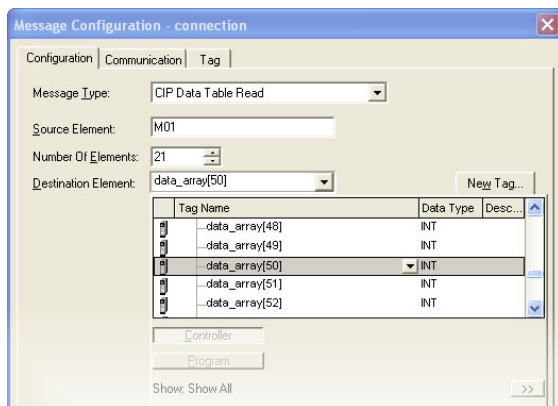 Message Configuration - connection
Configuration Communication Tag
Message Type: CIP Data Table Read
Source Element: M01
Number Of Elements: 21
Destination Element: data_array[50] New Tag...
Tag Name Data Type Desc...
data_array[48] INT
data_array[49] INT
data_array[50] INT
data_array[51] INT
data_array[52] INT
Controller
Program
Show: Show All >>